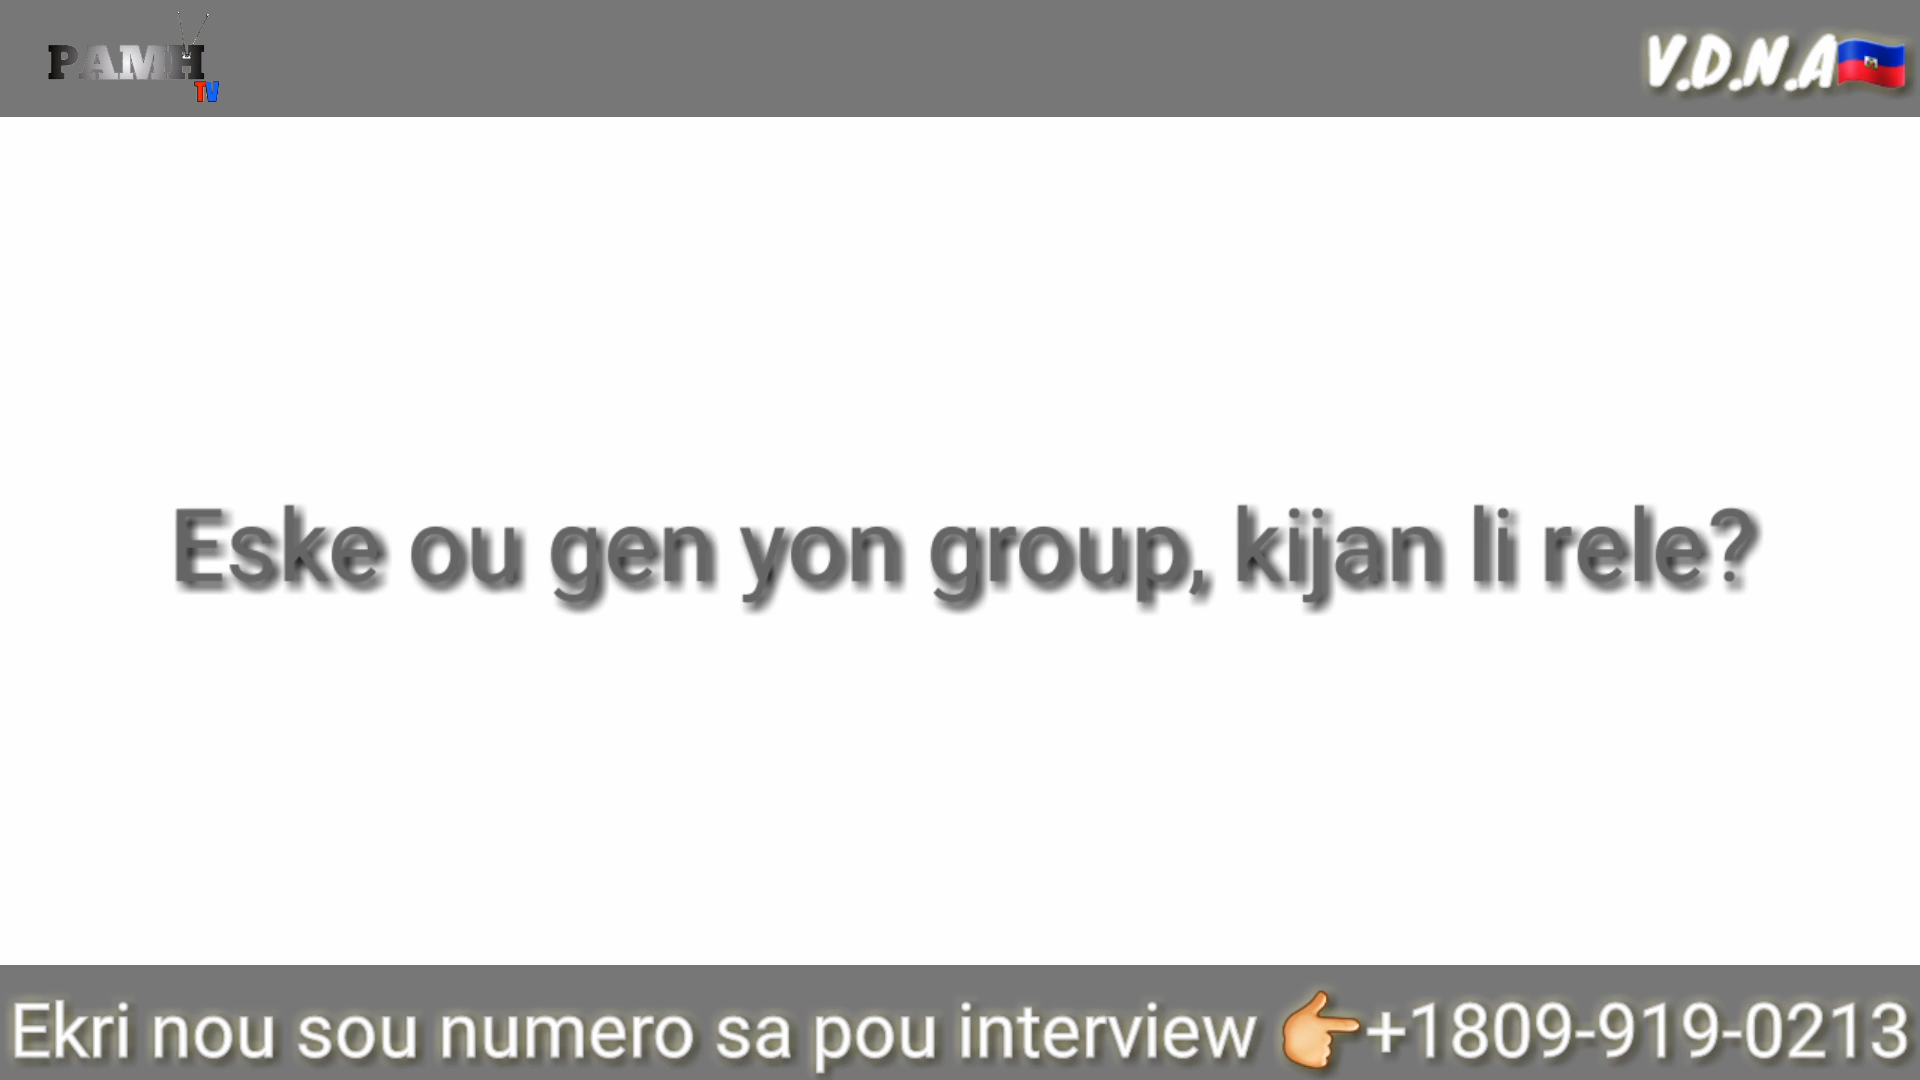 PAMH
TV
V.D.N.A
Eske ou gen yon group, kijan li rele?
Ekri nou sou numero sa pou interview 👉+1809-919-0213